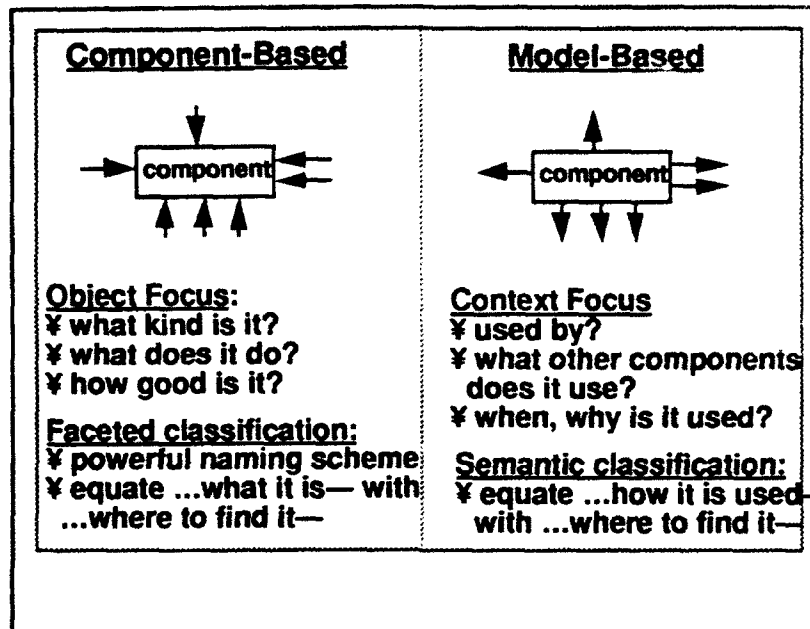 Component-Based
component
Object Focus:
¥ what kind is it?
¥ what does it do?
¥ how good is it?
Faceted classification:
¥ powerful naming scheme
¥ equate ...what it is— with
...where to find it—
Model-Based
component
Context Focus
¥ used by?
¥ what other components
does it use?
¥ when, why is it used?
Semantic classification:
¥ equate ...how it is used-
with ...where to find it—